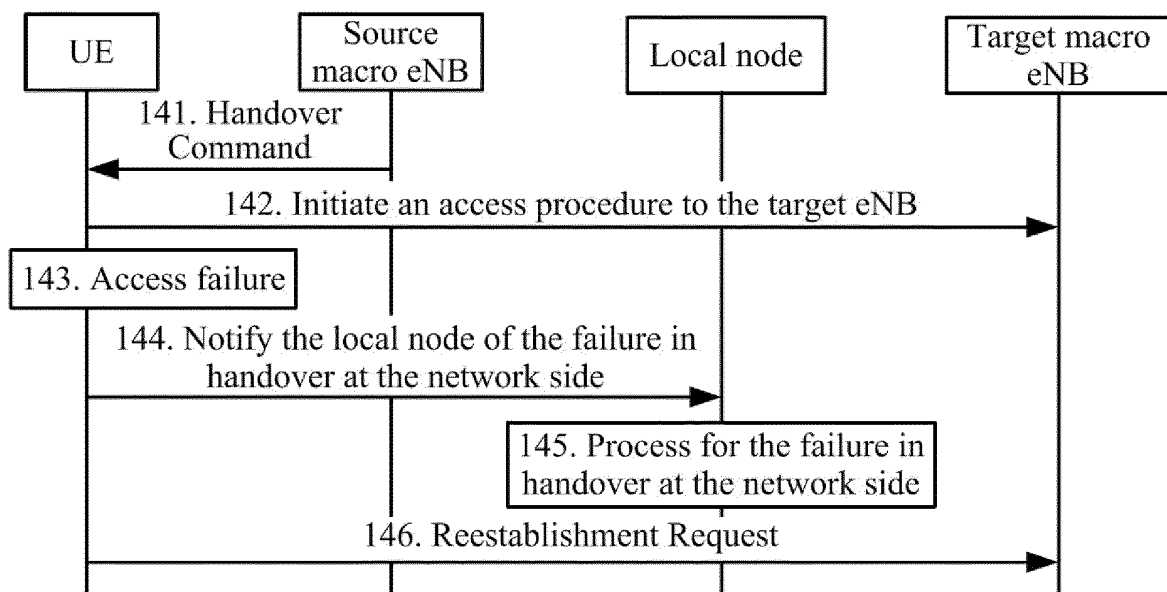 UE
Source
macro eNB
Local node
Target macro
eNB
141. Handover
Command
142. Initiate an access procedure to the target eNB
143. Access failure
144. Notify the local node of the failure in
handover at the network side
145. Process for the failure in
handover at the network side
146. Reestablishment Request